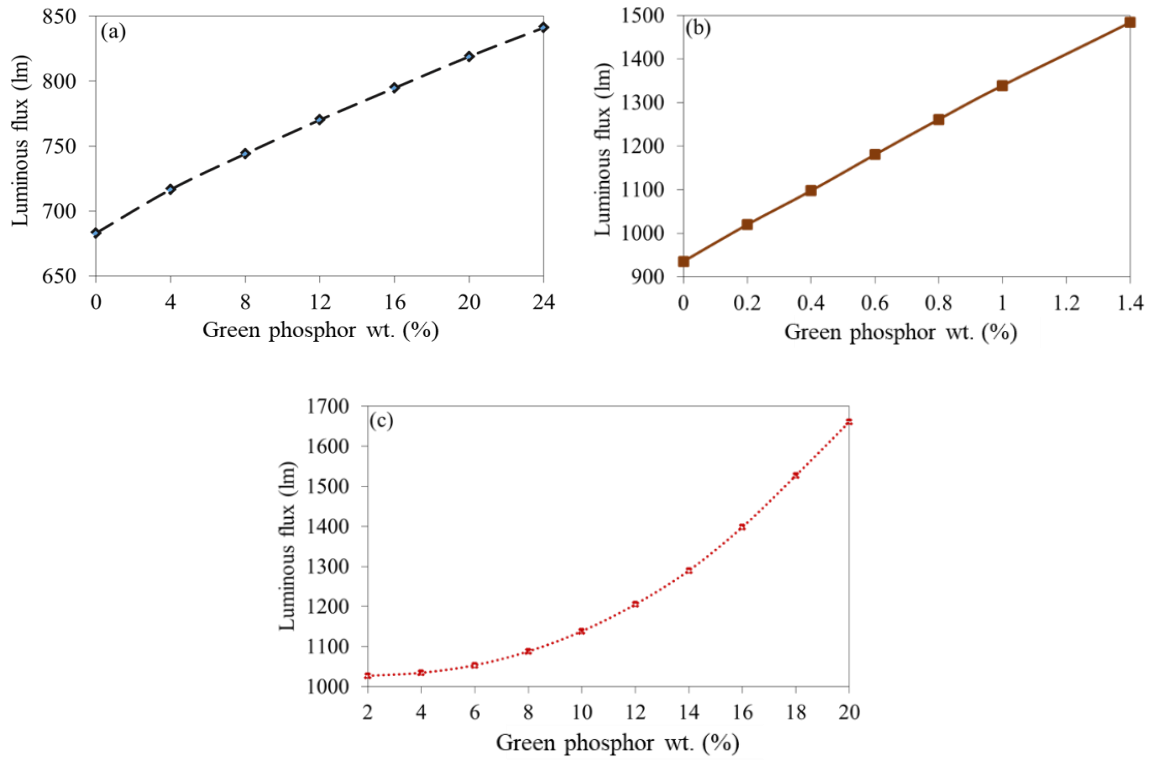 (a)
Luminous flux (lm)
850
800
750
700
650
0 4 8 12 16 20 24
Green phosphor wt. (%)
(b)
Luminous flux (lm)
1500
1400
1300
1200
1100
1000
900
0 0.2 0.4 0.6 0.8 1 1.2 1.4
Green phosphor wt. (%)
(c)
Luminous flux (lm)
1700
1600
1500
1400
1300
1200
1100
1000
2 4 6 8 10 12 14 16 18 20
Green phosphor wt. (%)